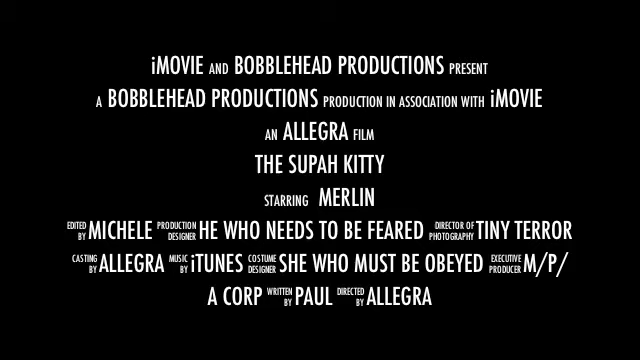 iMOVIE AND BOBBLEHEAD PRODUCTIONS PRESENT
A BOBBLEHEAD PRODUCTIONS PRODUCTION IN ASSOCIATION WITH iMOVIE
AN ALLEGRA FILM
THE SUPAH KITTY
STARRING MERLIN
EDITED BY MICHELE PRODUCTION DESIGNER HE WHO NEEDS TO BE FEARED DIRECTOR OF PHOTOGRAPHY TINY TERROR
CASTING BY ALLEGRA MUSIC BY iTUNES COSTUME DESIGNER SHE WHO MUST BE OBEYED EXECUTIVE PRODUCER M/P/
A CORP WRITTEN BY PAUL DIRECTED BY ALLEGRA